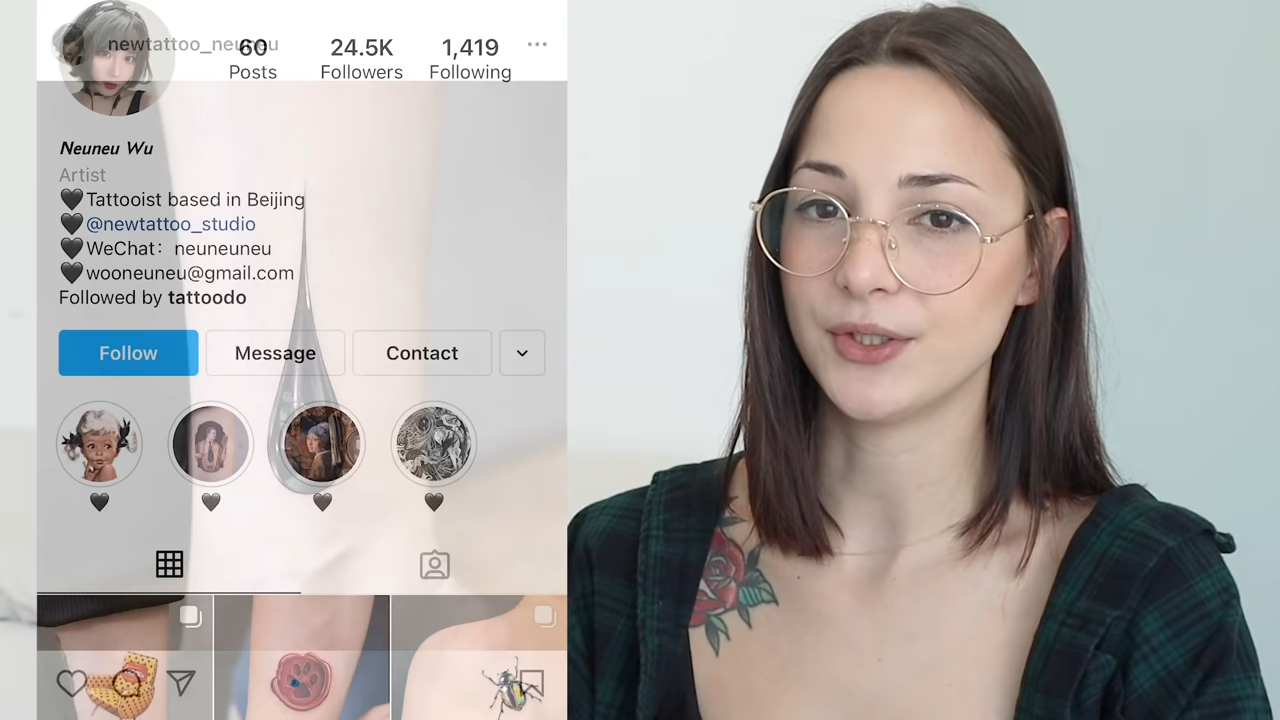 newtattoo_neuneu
60 24.5K 1,419
Posts Followers Following
Neuneu Wu
Artist
🖤Tattooist based in Beijing
🖤@newtattoo_studio
🖤WeChat：neuneuneu
🖤wooneuneu@gmail.com
Followed by tattoodo
Follow Message Contact